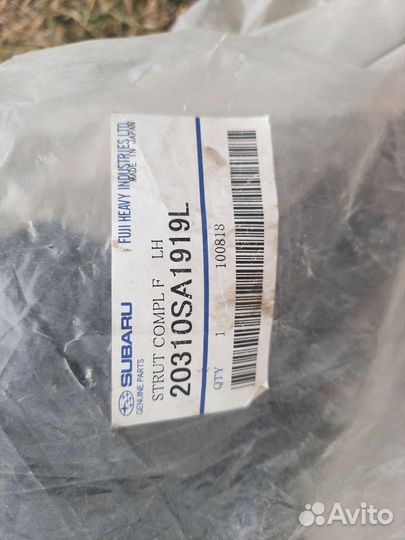 SUBARU
GENUINE PARTS
FUJI HEAVY INDUSTRIES LTD.
MADE IN JAPAN
STRUT COMPL F LH
20310SA1919L
QTY 1 100818
Avito